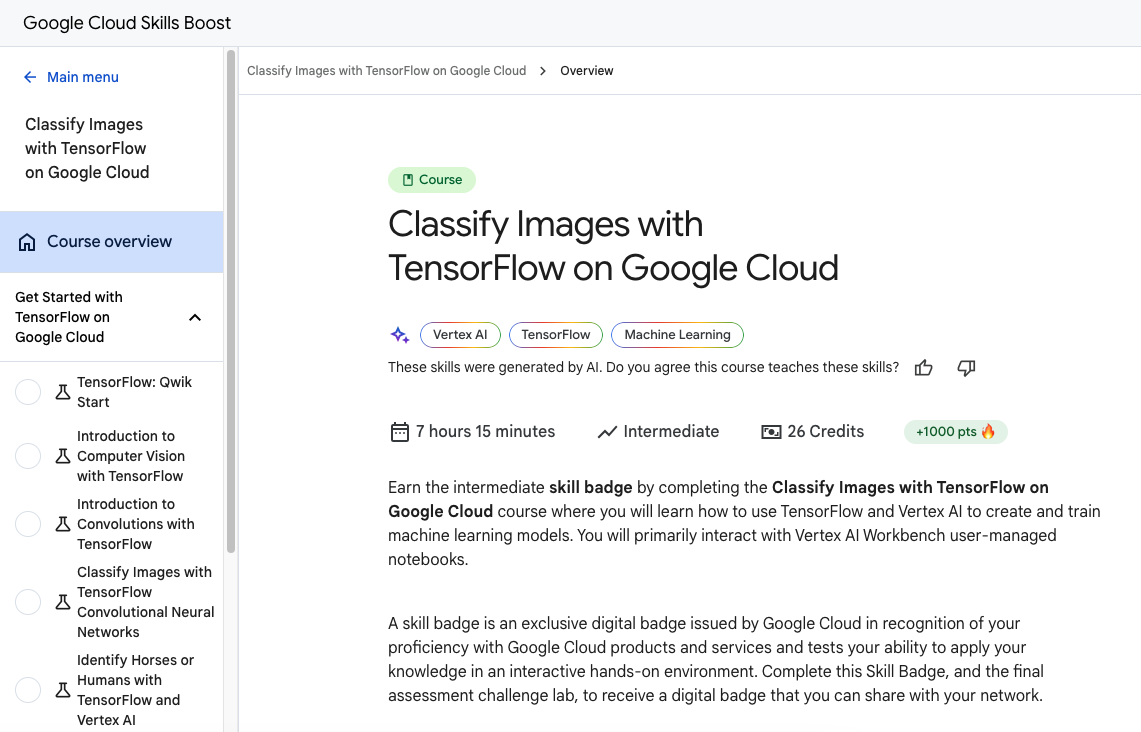 Google Cloud Skills Boost
Main menu
Classify Images
with TensorFlow
on Google Cloud
Course overview
Get Started with
TensorFlow on
Google Cloud
TensorFlow: Qwik
Start
Introduction to
Computer Vision
with TensorFlow
Introduction to
Convolutions with
TensorFlow
Classify Images with
TensorFlow
Convolutional Neural
Networks
Identify Horses or
Humans with
TensorFlow and
Vertex AI
Classify Images with TensorFlow on Google Cloud > Overview
Course
Classify Images with
TensorFlow on Google Cloud
Vertex AI TensorFlow Machine Learning
These skills were generated by AI. Do you agree this course teaches these skills?
7 hours 15 minutes Intermediate 26 Credits +1000 pts 🔥
Earn the intermediate skill badge by completing the Classify Images with TensorFlow on
Google Cloud course where you will learn how to use TensorFlow and Vertex AI to create and train
machine learning models. You will primarily interact with Vertex AI Workbench user-managed
notebooks.
A skill badge is an exclusive digital badge issued by Google Cloud in recognition of your
proficiency with Google Cloud products and services and tests your ability to apply your
knowledge in an interactive hands-on environment. Complete this Skill Badge, and the final
assessment challenge lab, to receive a digital badge that you can share with your network.